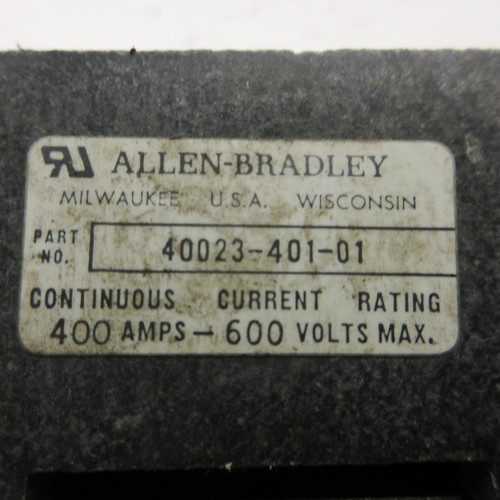 ALLEN-BRADLEY
MILWAUKEE U.S.A. WISCONSIN
PART NO. 40023-401-01
CONTINUOUS CURRENT RATING
400 AMPS - 600 VOLTS MAX.